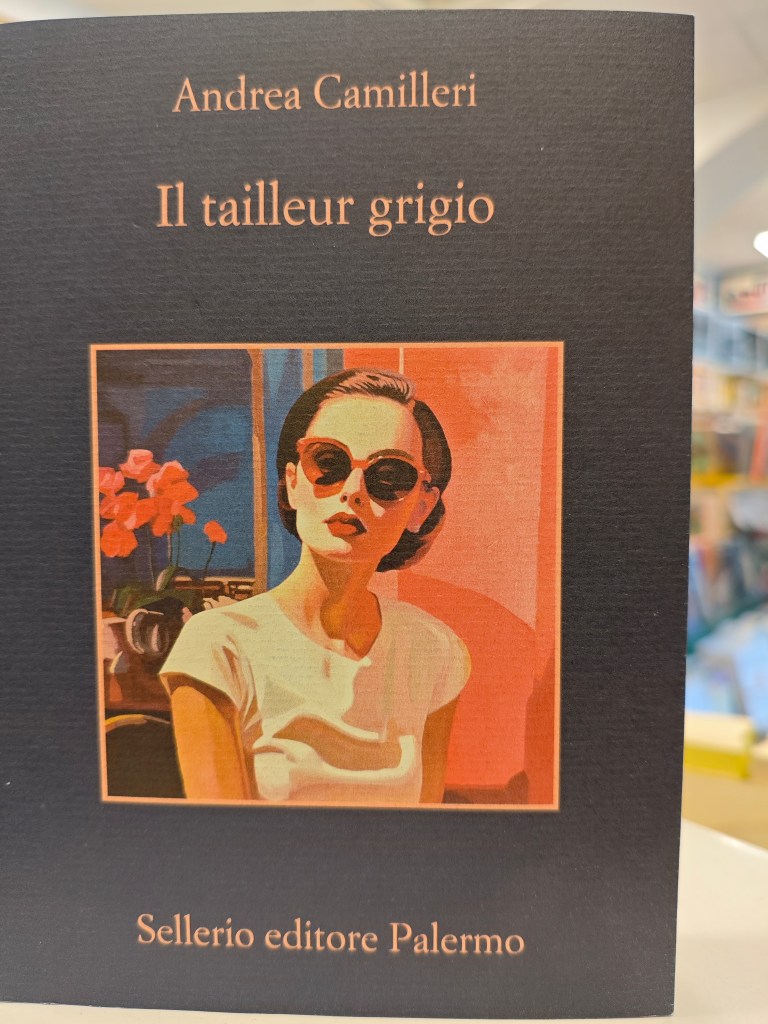 Andrea Camilleri
Il tailleur grigio
Sellerio editore Palermo